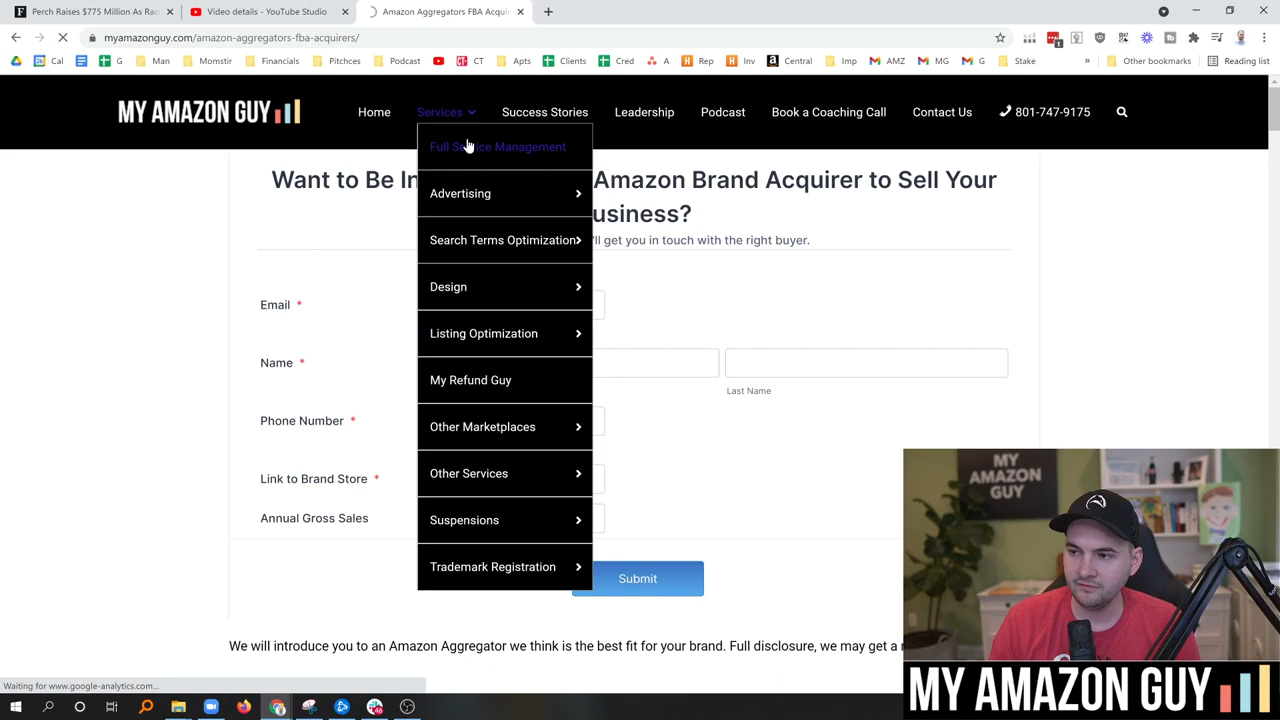 Perch Raises $775 Million As Rac
Video details - YouTube Studio
Amazon Aggregators FBA Acquir
myamazonguy.com/amazon-aggregators-fba-acquirers/
Cal
G
Man
Momstir
Financials
Pitchces
Podcast
CT
Apts
Clients
Cred
A
Rep
Inv
Central
Imp
AMZ
MG
G
Stake
»
Other bookmarks
Reading list
MY AMAZON GUY
Home
Services
Success Stories
Leadership
Podcast
Book a Coaching Call
Contact Us
801-747-9175
Full Service Management
Advertising
Search Terms Optimization
Design
Listing Optimization
My Refund Guy
Other Marketplaces
Other Services
Suspensions
Trademark Registration
Want to Be In
Amazon Brand Acquirer to Sell Your
usiness?
'll get you in touch with the right buyer.
Email *
Name *
Last Name
Phone Number *
Link to Brand Store *
Annual Gross Sales
Submit
We will introduce you to an Amazon Aggregator we think is the best fit for your brand. Full disclosure, we may get a
Waiting for www.google-analytics.com...
MY
AMAZON
GUY
MY AMAZON GUY